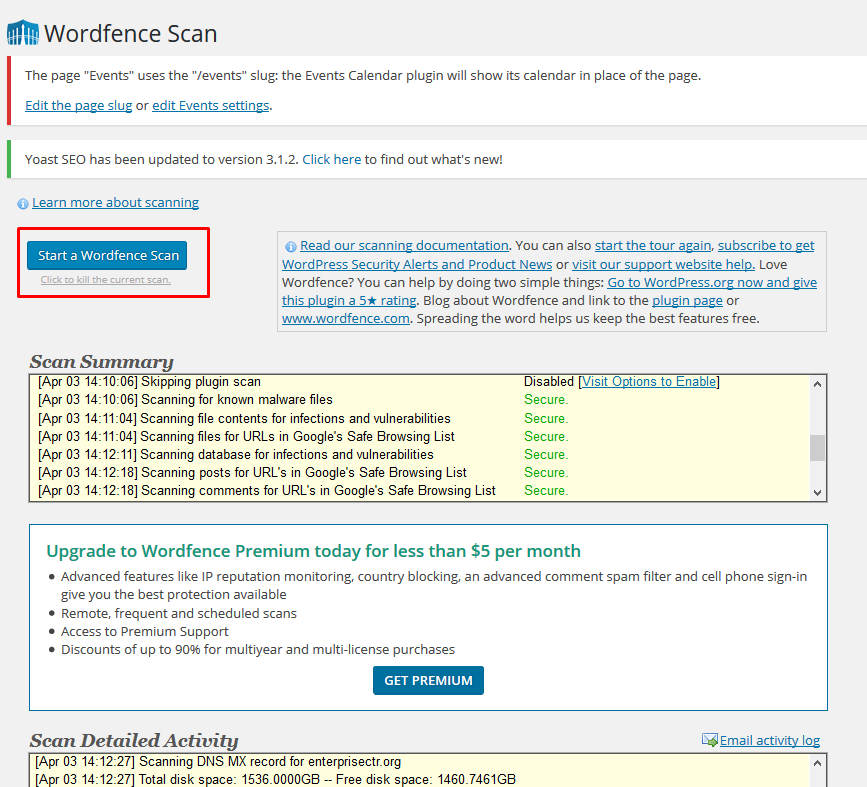 Wordfence Scan
The page "Events" uses the "/events" slug: the Events Calendar plugin will show its calendar in place of the page.
Edit the page slug or edit Events settings.
Yoast SEO has been updated to version 3.1.2. Click here to find out what's new!
Learn more about scanning
Start a Wordfence Scan
Click to kill the current scan.
Read our scanning documentation. You can also start the tour again, subscribe to get
WordPress Security Alerts and Product News or visit our support website help. Love
Wordfence? You can help by doing two simple things: Go to WordPress.org now and give
this plugin a 5★ rating. Blog about Wordfence and link to the plugin page or
www.wordfence.com. Spreading the word helps us keep the best features free.
Scan Summary
[Apr 03 14:10:06] Skipping plugin scan Disabled [Visit Options to Enable]
[Apr 03 14:10:06] Scanning for known malware files Secure.
[Apr 03 14:11:04] Scanning file contents for infections and vulnerabilities Secure.
[Apr 03 14:11:04] Scanning files for URLs in Google's Safe Browsing List Secure.
[Apr 03 14:12:11] Scanning database for infections and vulnerabilities Secure.
[Apr 03 14:12:18] Scanning posts for URL's in Google's Safe Browsing List Secure.
[Apr 03 14:12:18] Scanning comments for URL's in Google's Safe Browsing List Secure.
Upgrade to Wordfence Premium today for less than $5 per month
• Advanced features like IP reputation monitoring, country blocking, an advanced comment spam filter and cell phone sign-in
give you the best protection available
• Remote, frequent and scheduled scans
• Access to Premium Support
• Discounts of up to 90% for multiyear and multi-license purchases
GET PREMIUM
Scan Detailed Activity
Email activity log
[Apr 03 14:12:27] Scanning DNS MX record for enterprisectr.org
[Apr 03 14:12:27] Total disk space: 1536.0000GB -- Free disk space: 1460.7461GB